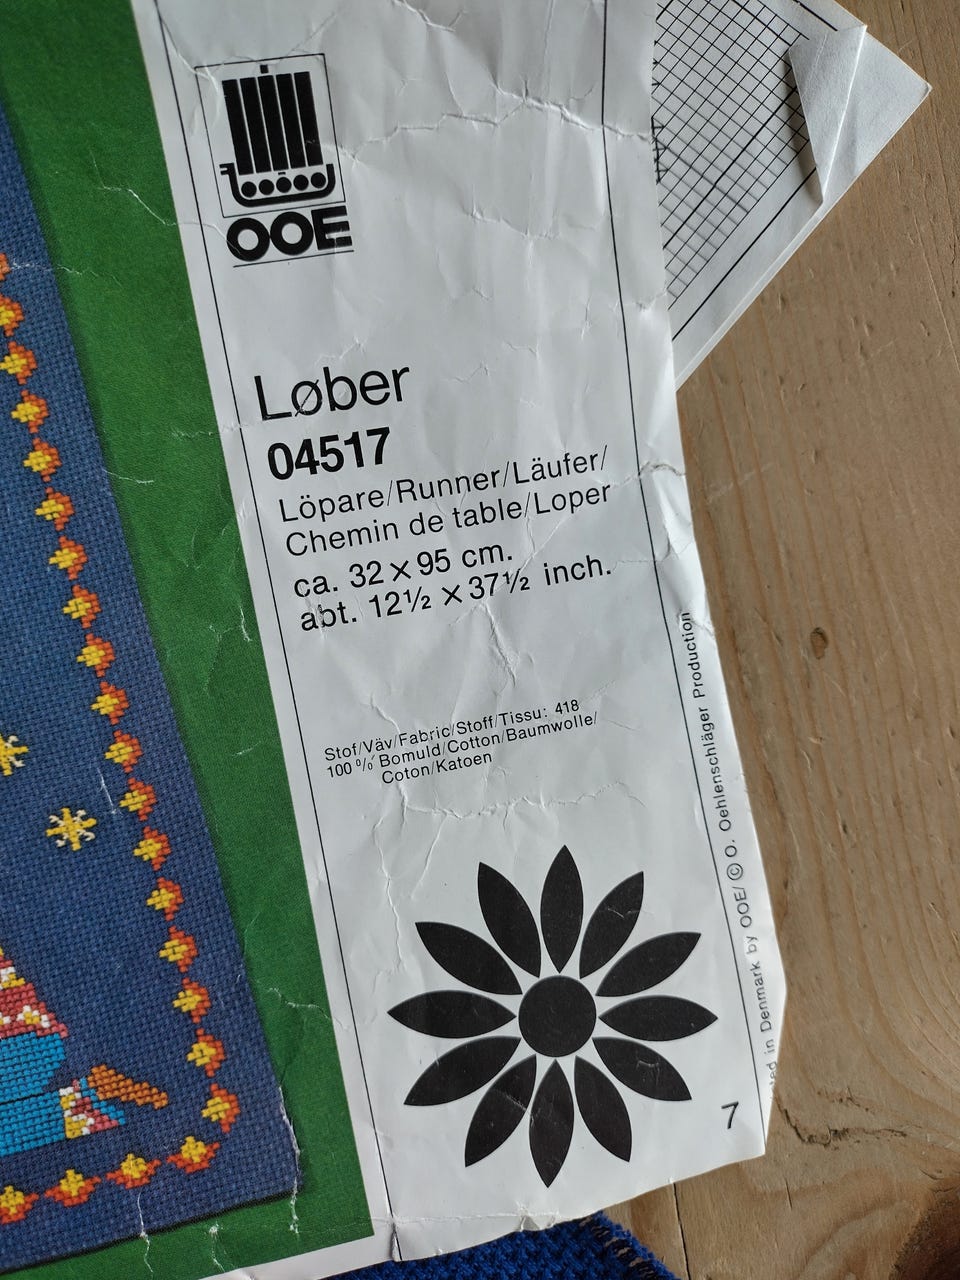 OOE
Løber
04517
Löpare/Runner/Läufer/
Chemin de table/Loper
ca. 32 × 95 cm.
abt. 12½ × 37½ inch.
Stof/Väv/Fabric/Stoff/Tissu: 418
100 % Bomuld/Cotton/Baumwolle/
Coton/Katoen
in Denmark by OOE/ © O. Oehlenschläger Production
7